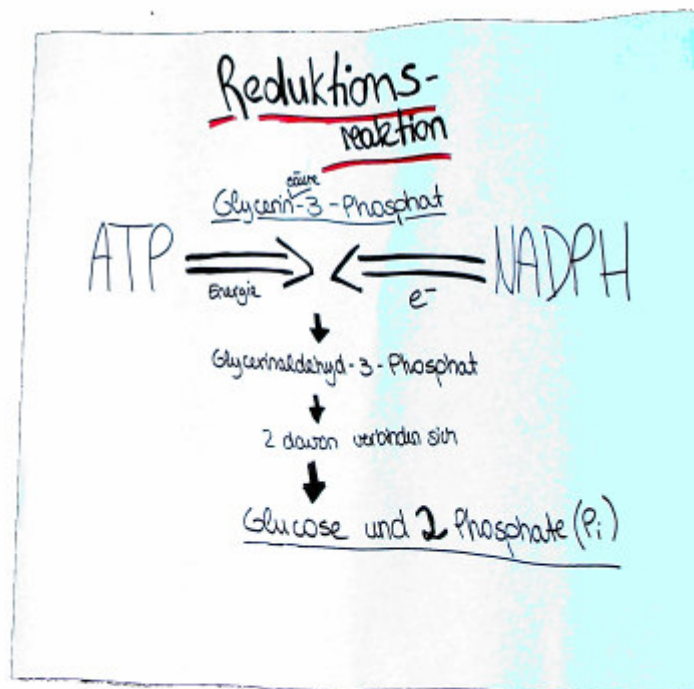 Reduktions-
reaktion
säure
Glycerin-3-Phosphat
ATP NADPH
Energie e-
Glycerinaldehyd-3-Phosphat
2 davon verbinden sich
Glucose und 2 Phosphate (Pi)